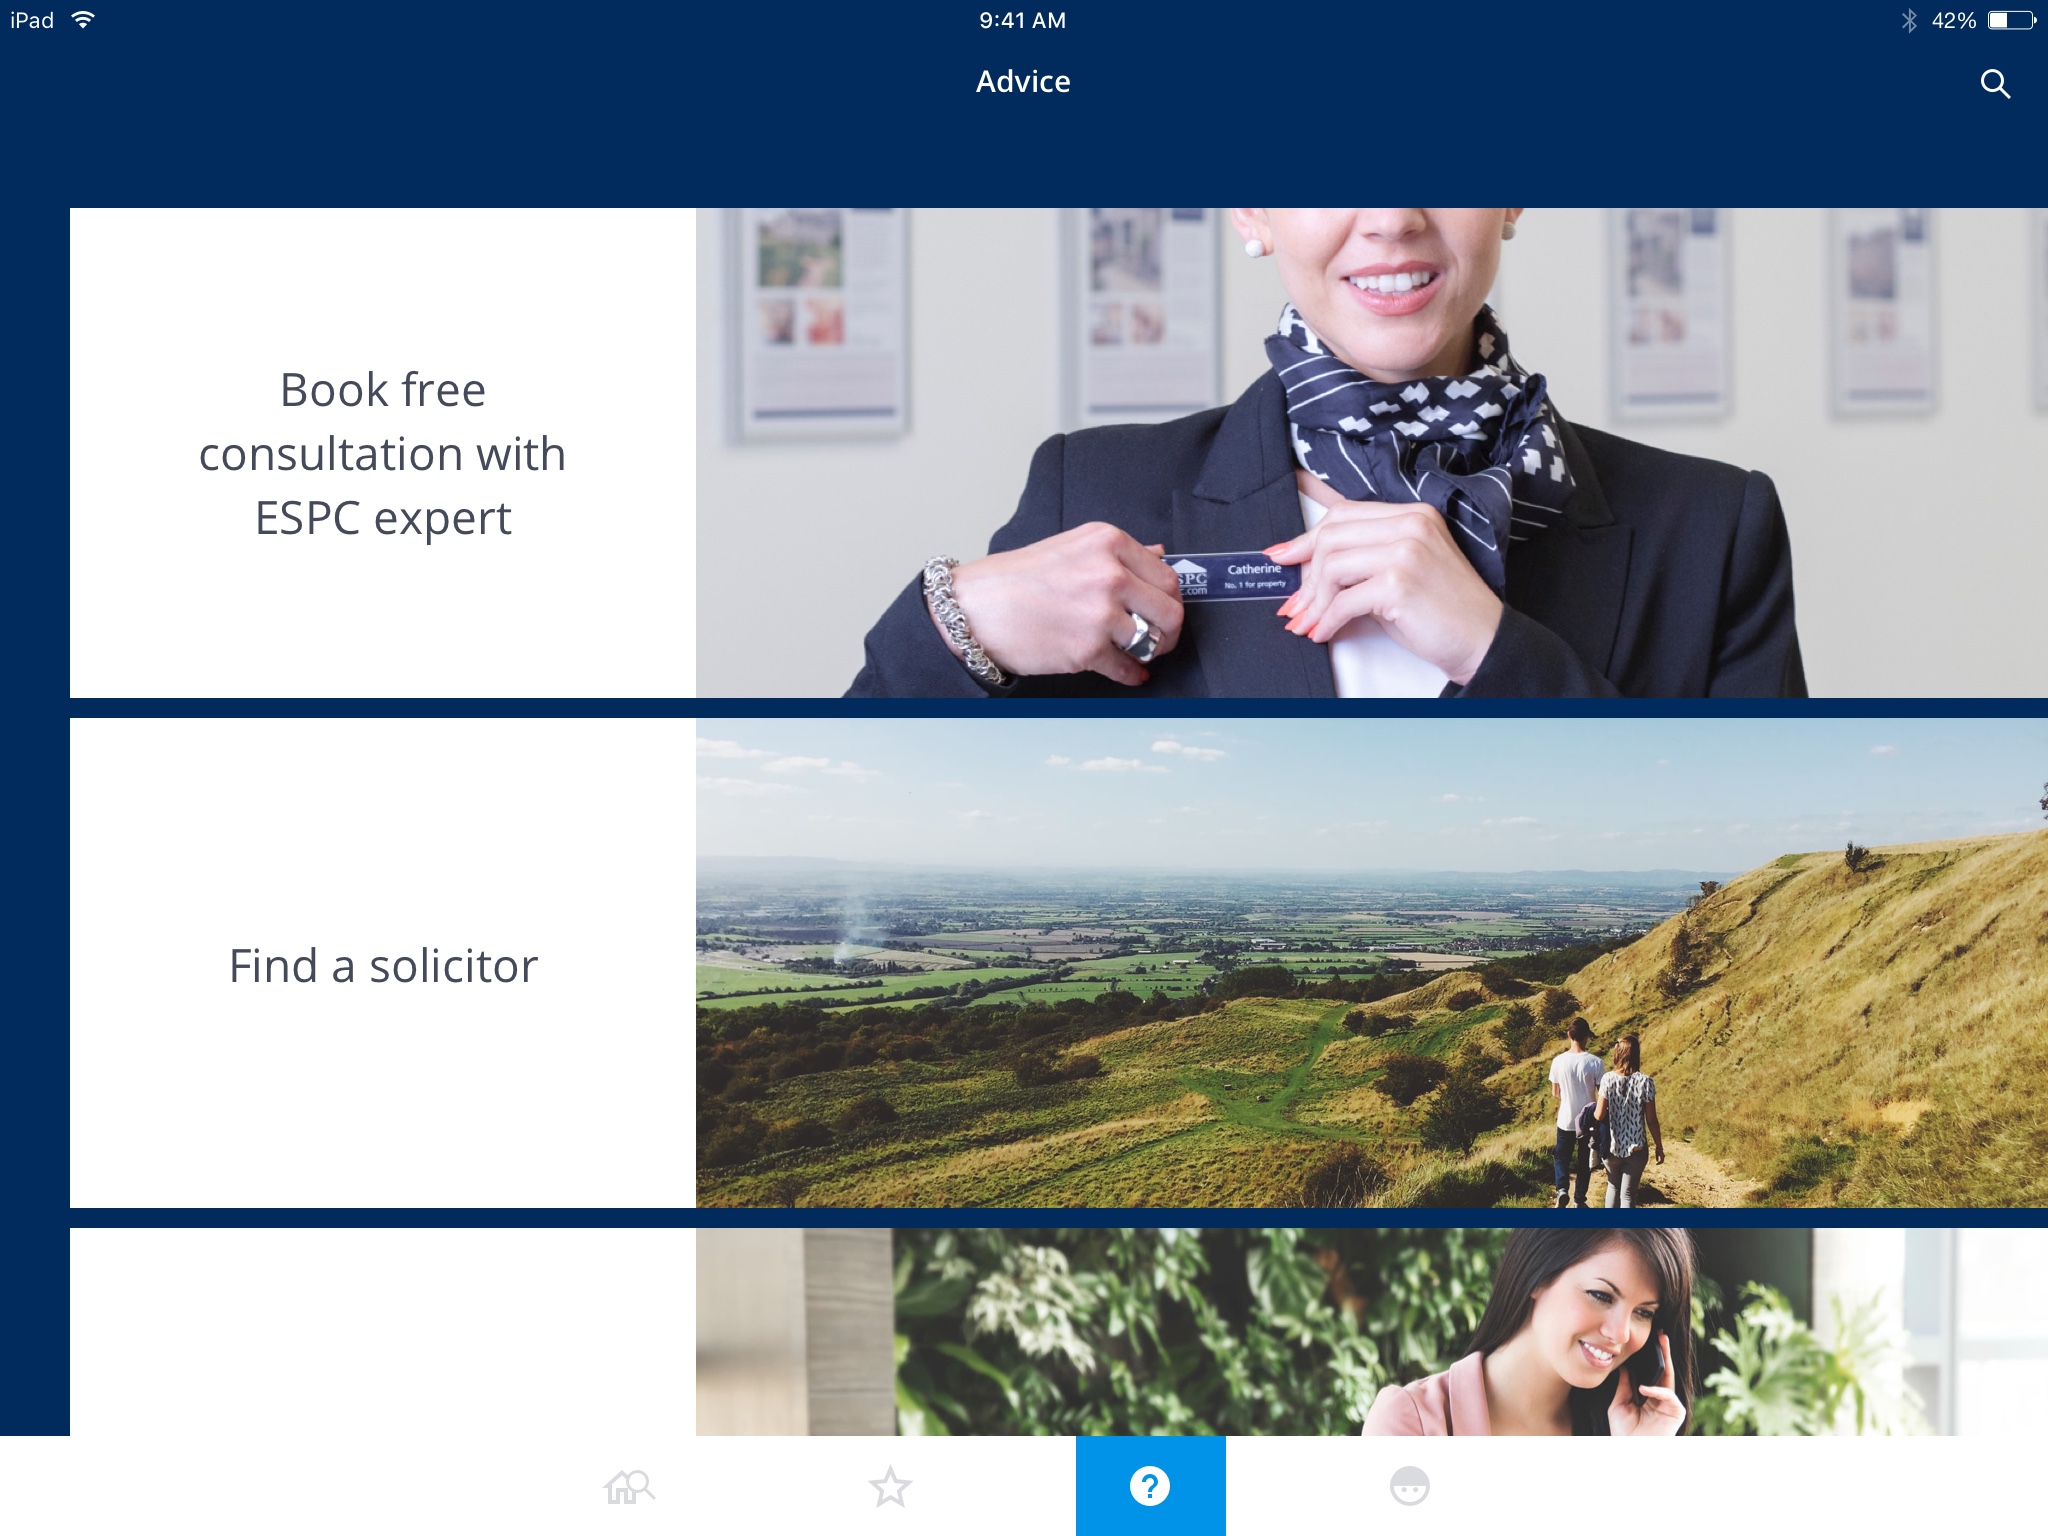 iPad
9:41 AM
42%
Advice
Book free
consultation with
ESPC expert
SPC
Catherine
No. 1 for property
c.com
Find a solicitor
?